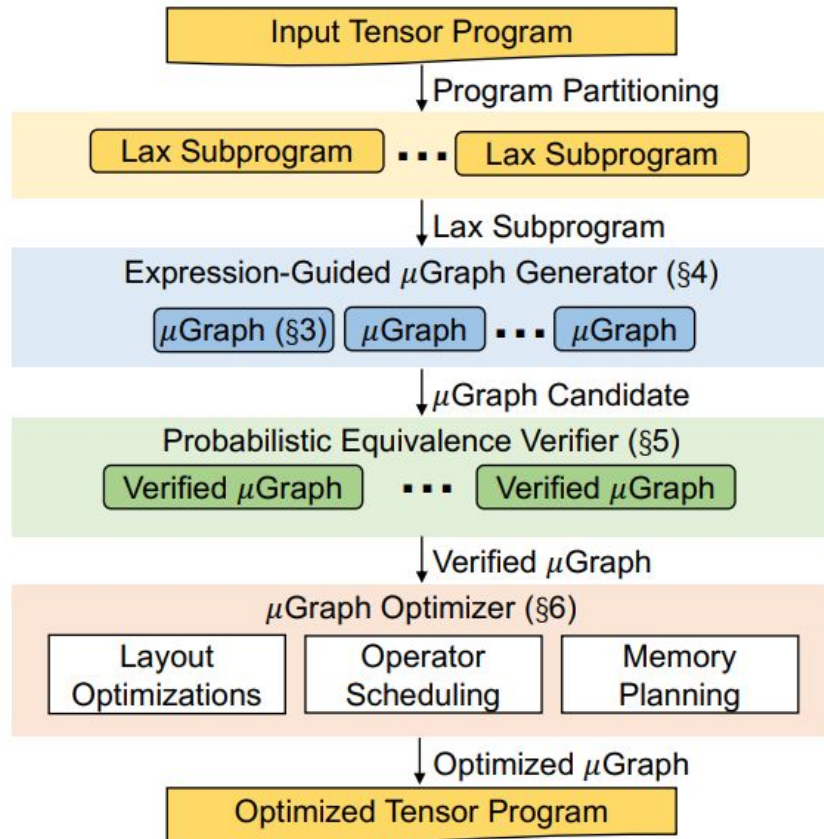 Input Tensor Program
Program Partitioning
Lax Subprogram ... Lax Subprogram
Lax Subprogram
Expression-Guided μGraph Generator (§4)
μGraph (§3) μGraph ... μGraph
μGraph Candidate
Probabilistic Equivalence Verifier (§5)
Verified μGraph ... Verified μGraph
Verified μGraph
μGraph Optimizer (§6)
Layout Optimizations
Operator Scheduling
Memory Planning
Optimized μGraph
Optimized Tensor Program